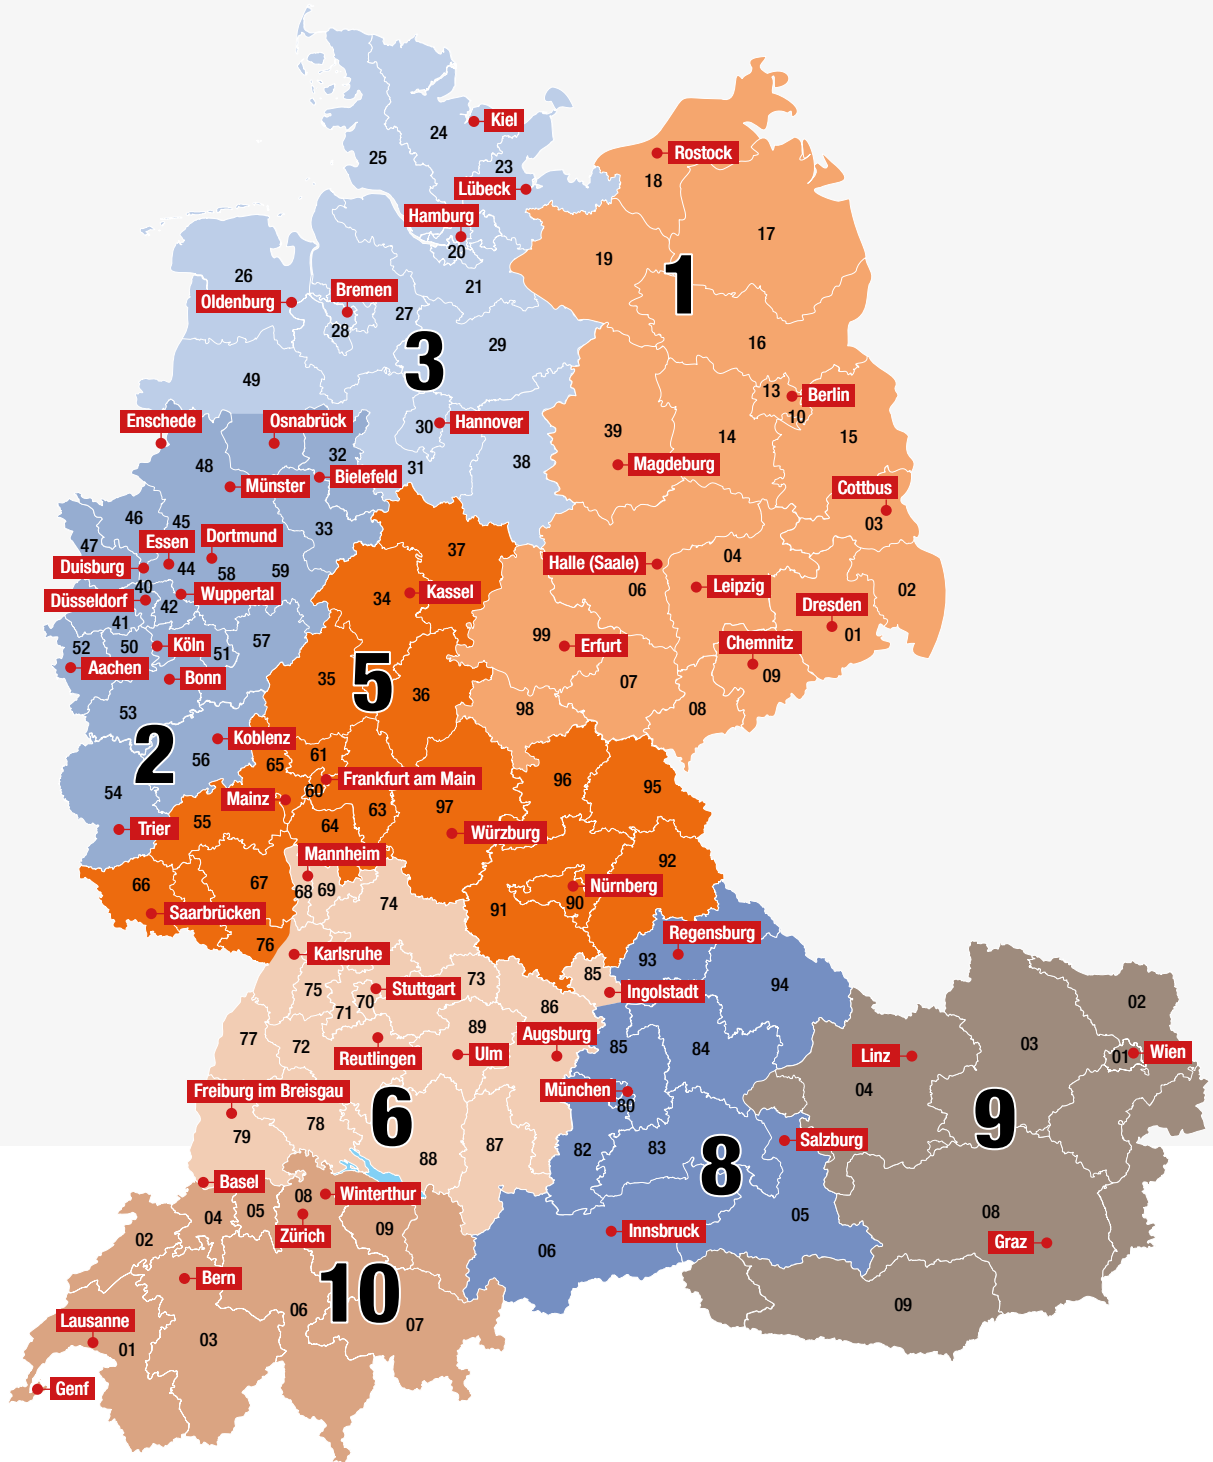 24
Kiel
25
23
Rostock
18
Lübeck
Hamburg
20
17
19
26
1
21
Oldenburg
Bremen
27
28
3
29
16
49
13
Berlin
10
Enschede
Osnabrück
30
Hannover
39
14
15
32
48
31
38
Magdeburg
Münster
Bielefeld
Cottbus
46
45
33
03
47
Essen
Dortmund
37
Duisburg
44
58
59
Halle (Saale)
04
40
Wuppertal
34
Kassel
06
Leipzig
02
Düsseldorf
42
Dresden
41
57
99
Erfurt
Chemnitz
01
52
50
Köln
51
Aachen
Bonn
35
5
36
07
09
53
98
08
2
Koblenz
56
65
61
Frankfurt am Main
96
95
54
Mainz
60
63
97
55
64
Trier
Würzburg
Mannheim
92
66
67
68
69
Nürnberg
74
91
90
Saarbrücken
76
Regensburg
Karlsruhe
93
85
73
94
75
70
Stuttgart
Ingolstadt
02
71
86
77
72
89
Augsburg
85
84
03
01
Wien
Reutlingen
Ulm
Linz
Freiburg im Breisgau
München
04
80
6
9
78
79
87
82
83
Salzburg
88
8
Basel
08
Winterthur
04
05
09
05
08
02
Zürich
Innsbruck
Graz
06
Bern
10
06
09
Lausanne
07
01
03
Genf